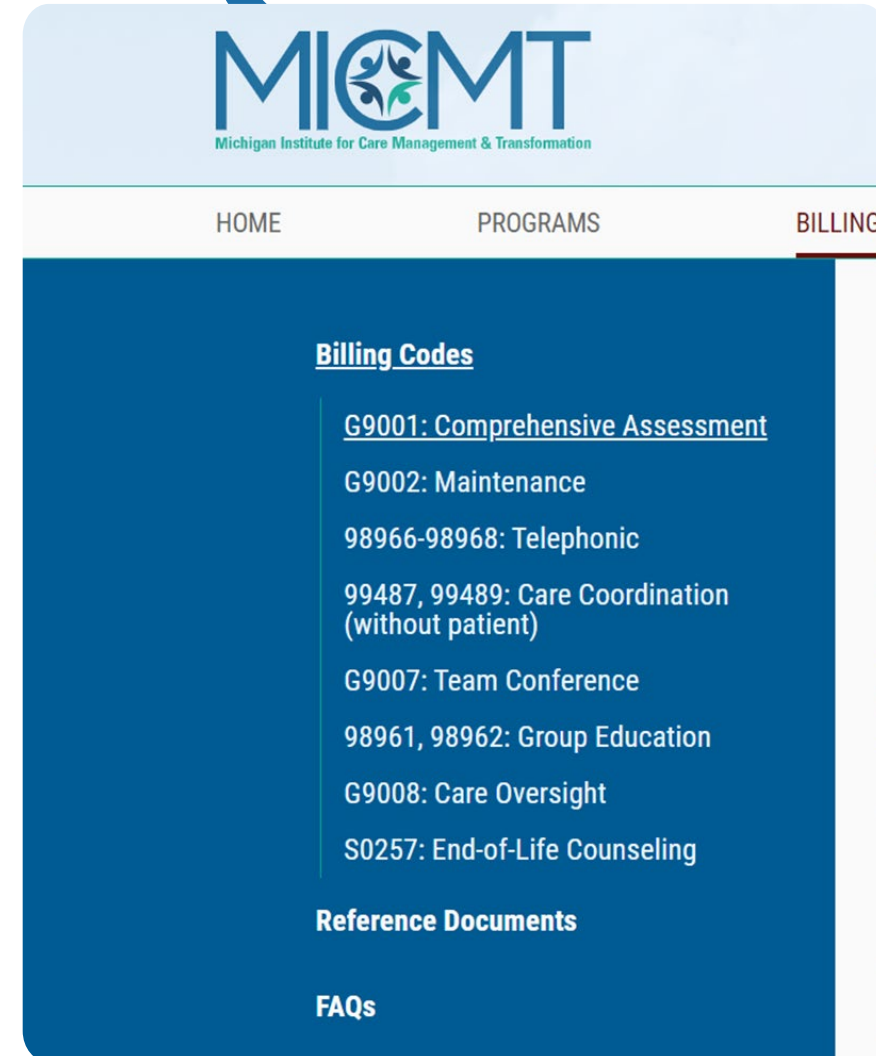 MICMT
Michigan Institute for Care Management & Transformation
HOME PROGRAMS BILLING
Billing Codes
G9001: Comprehensive Assessment
G9002: Maintenance
98966-98968: Telephonic
99487, 99489: Care Coordination
(without patient)
G9007: Team Conference
98961, 98962: Group Education
G9008: Care Oversight
S0257: End-of-Life Counseling
Reference Documents
FAQs